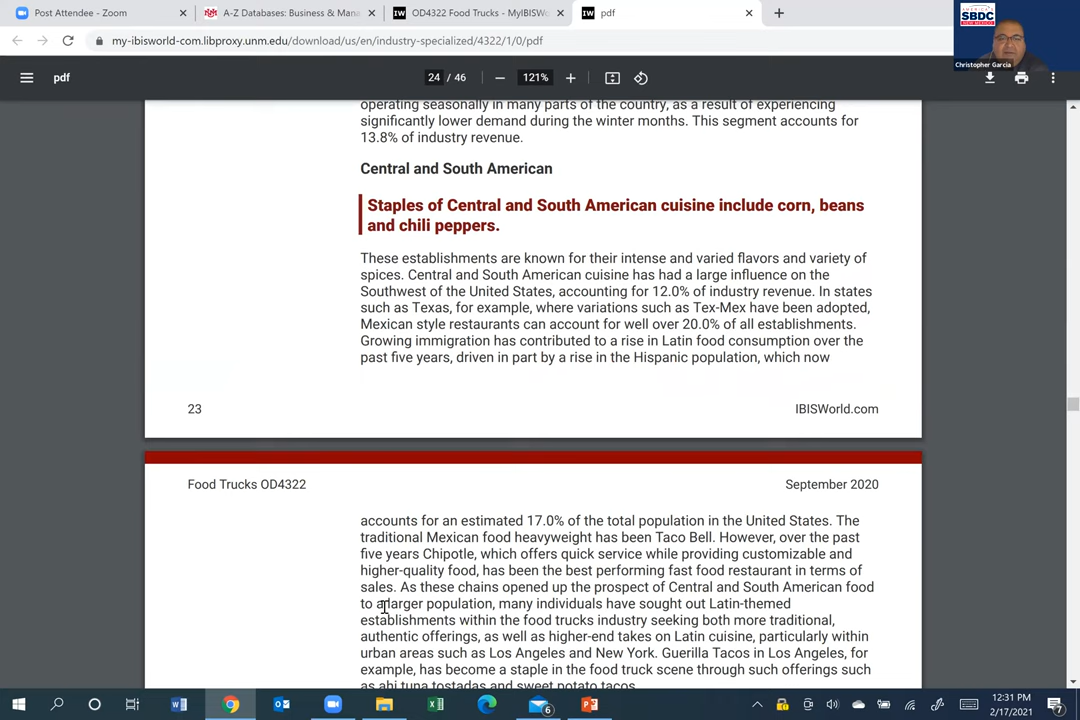 Post Attendee - Zoom
A-Z Databases: Business & Mana
OD4322 Food Trucks - MyIBISWo
pdf
AMERICA'S
SBDC
NEW MEXICO
my-ibisworld-com.libproxy.unm.edu/download/us/en/industry-specialized/4322/1/0/pdf
Christopher Garcia
pdf
24 / 46
121%
operating seasonally in many parts of the country, as a result of experiencing
significantly lower demand during the winter months. This segment accounts for
13.8% of industry revenue.
Central and South American
Staples of Central and South American cuisine include corn, beans
and chili peppers.
These establishments are known for their intense and varied flavors and variety of
spices. Central and South American cuisine has had a large influence on the
Southwest of the United States, accounting for 12.0% of industry revenue. In states
such as Texas, for example, where variations such as Tex-Mex have been adopted,
Mexican style restaurants can account for well over 20.0% of all establishments.
Growing immigration has contributed to a rise in Latin food consumption over the
past five years, driven in part by a rise in the Hispanic population, which now
23
IBISWorld.com
Food Trucks OD4322
September 2020
accounts for an estimated 17.0% of the total population in the United States. The
traditional Mexican food heavyweight has been Taco Bell. However, over the past
five years Chipotle, which offers quick service while providing customizable and
higher-quality food, has been the best performing fast food restaurant in terms of
sales. As these chains opened up the prospect of Central and South American food
to a larger population, many individuals have sought out Latin-themed
establishments within the food trucks industry seeking both more traditional,
authentic offerings, as well as higher-end takes on Latin cuisine, particularly within
urban areas such as Los Angeles and New York. Guerilla Tacos in Los Angeles, for
example, has become a staple in the food truck scene through such offerings such
as ahi tuna tostadas and sweet potato tacos.
6
12:31 PM
2/17/2021
7